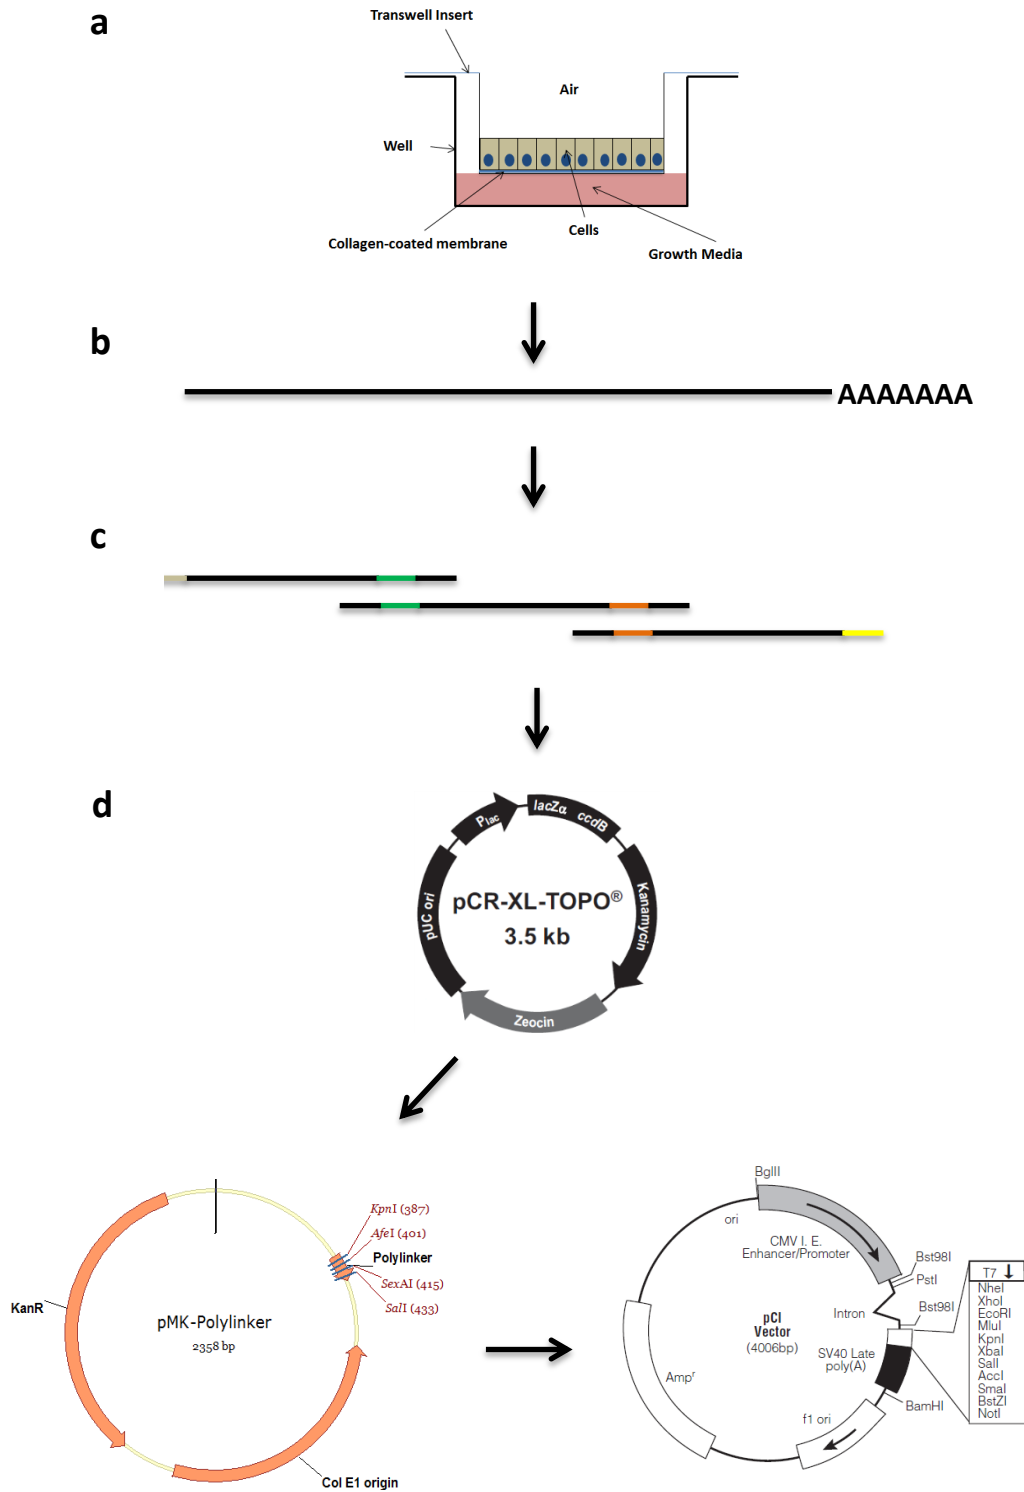 a
Transwell Insert
Air
Well
Cells
Collagen-coated membrane
Growth Media
b
AAAAAAA
c
d
Plac
lacZα ccdB
Kanamycin
pUC ori
pCR-XL-TOPO®
3.5 kb
Zeocin
KpnI (387)
AfeI (401)
Polylinker
SexAI (415)
SalI (433)
KanR
pMK-Polylinker
2358 bp
Col E1 origin
BglII
ori
CMV I. E.
Enhancer/Promoter
Bst98I
PstI
Intron
Bst98I
pCI
Vector
(4006bp)
SV40 Late
poly(A)
Ampr
BamHI
f1 ori
T7
NheI
XhoI
EcoRI
MluI
KpnI
XbaI
SalI
AccI
SmaI
BstZI
NotI